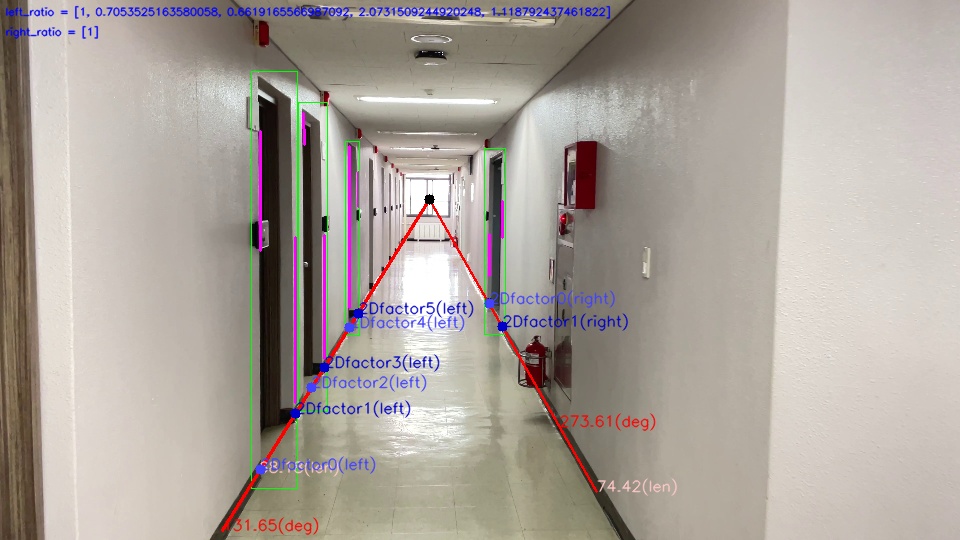 left_ratio = [1, 0.7053525163580058, 0.6619166566987092, 2.0731509244920248, 1.118792437461822]
right_ratio = [1]
2Dfactor0(right)
2Dfactor5(left)
2Dfactor4(left)
2Dfactor1(right)
2Dfactor3(left)
2Dfactor2(left)
2Dfactor1(left)
273.61(deg)
2Dfactor0(left)
74.42(len)
31.65(deg)